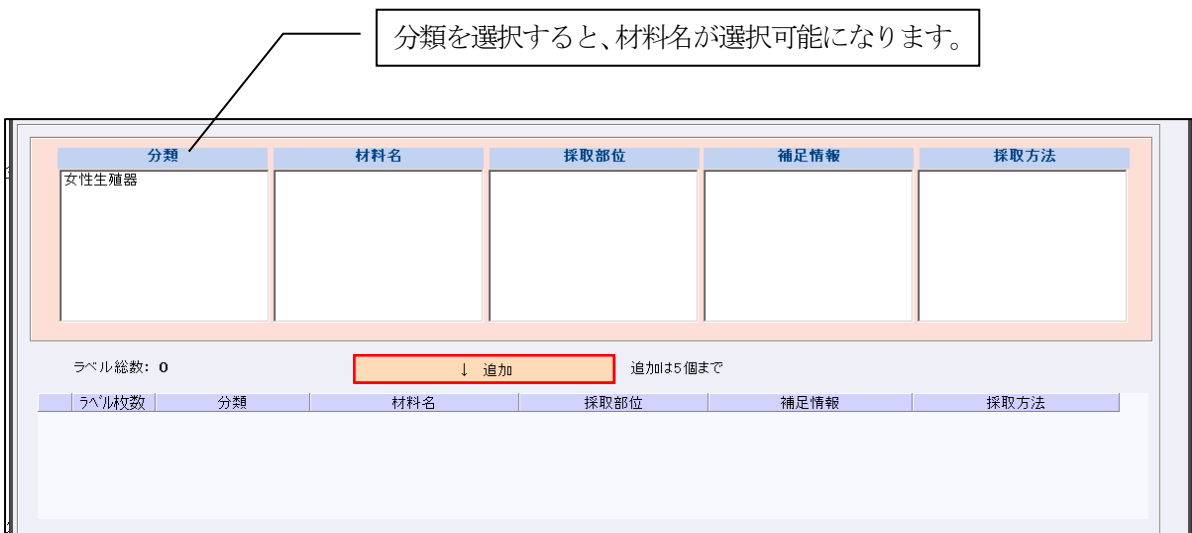 分類を選択すると、材料名が選択可能になります。
分類 材料名 採取部位 補足情報 採取方法
女性生殖器
ラベル総数: 0 ↓ 追加 追加は5個まで
ラベル枚数 分類 材料名 採取部位 補足情報 採取方法